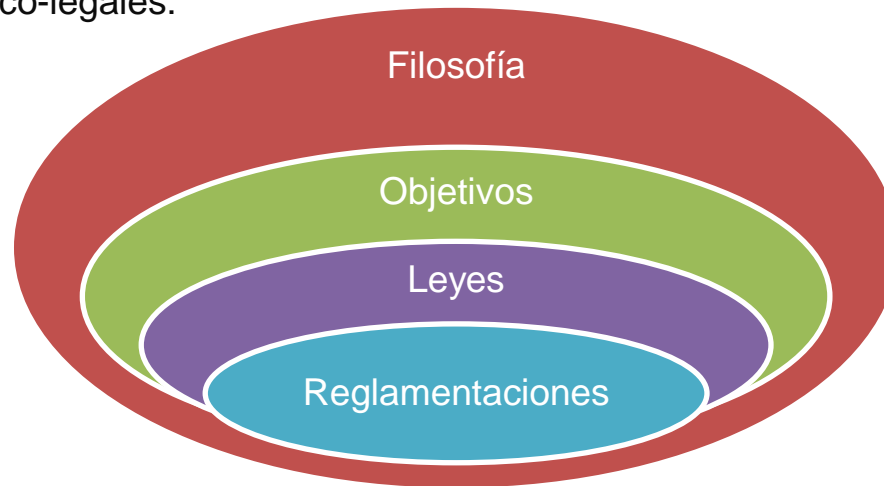 co-legales.
Filosofía
Objetivos
Leyes
Reglamentaciones